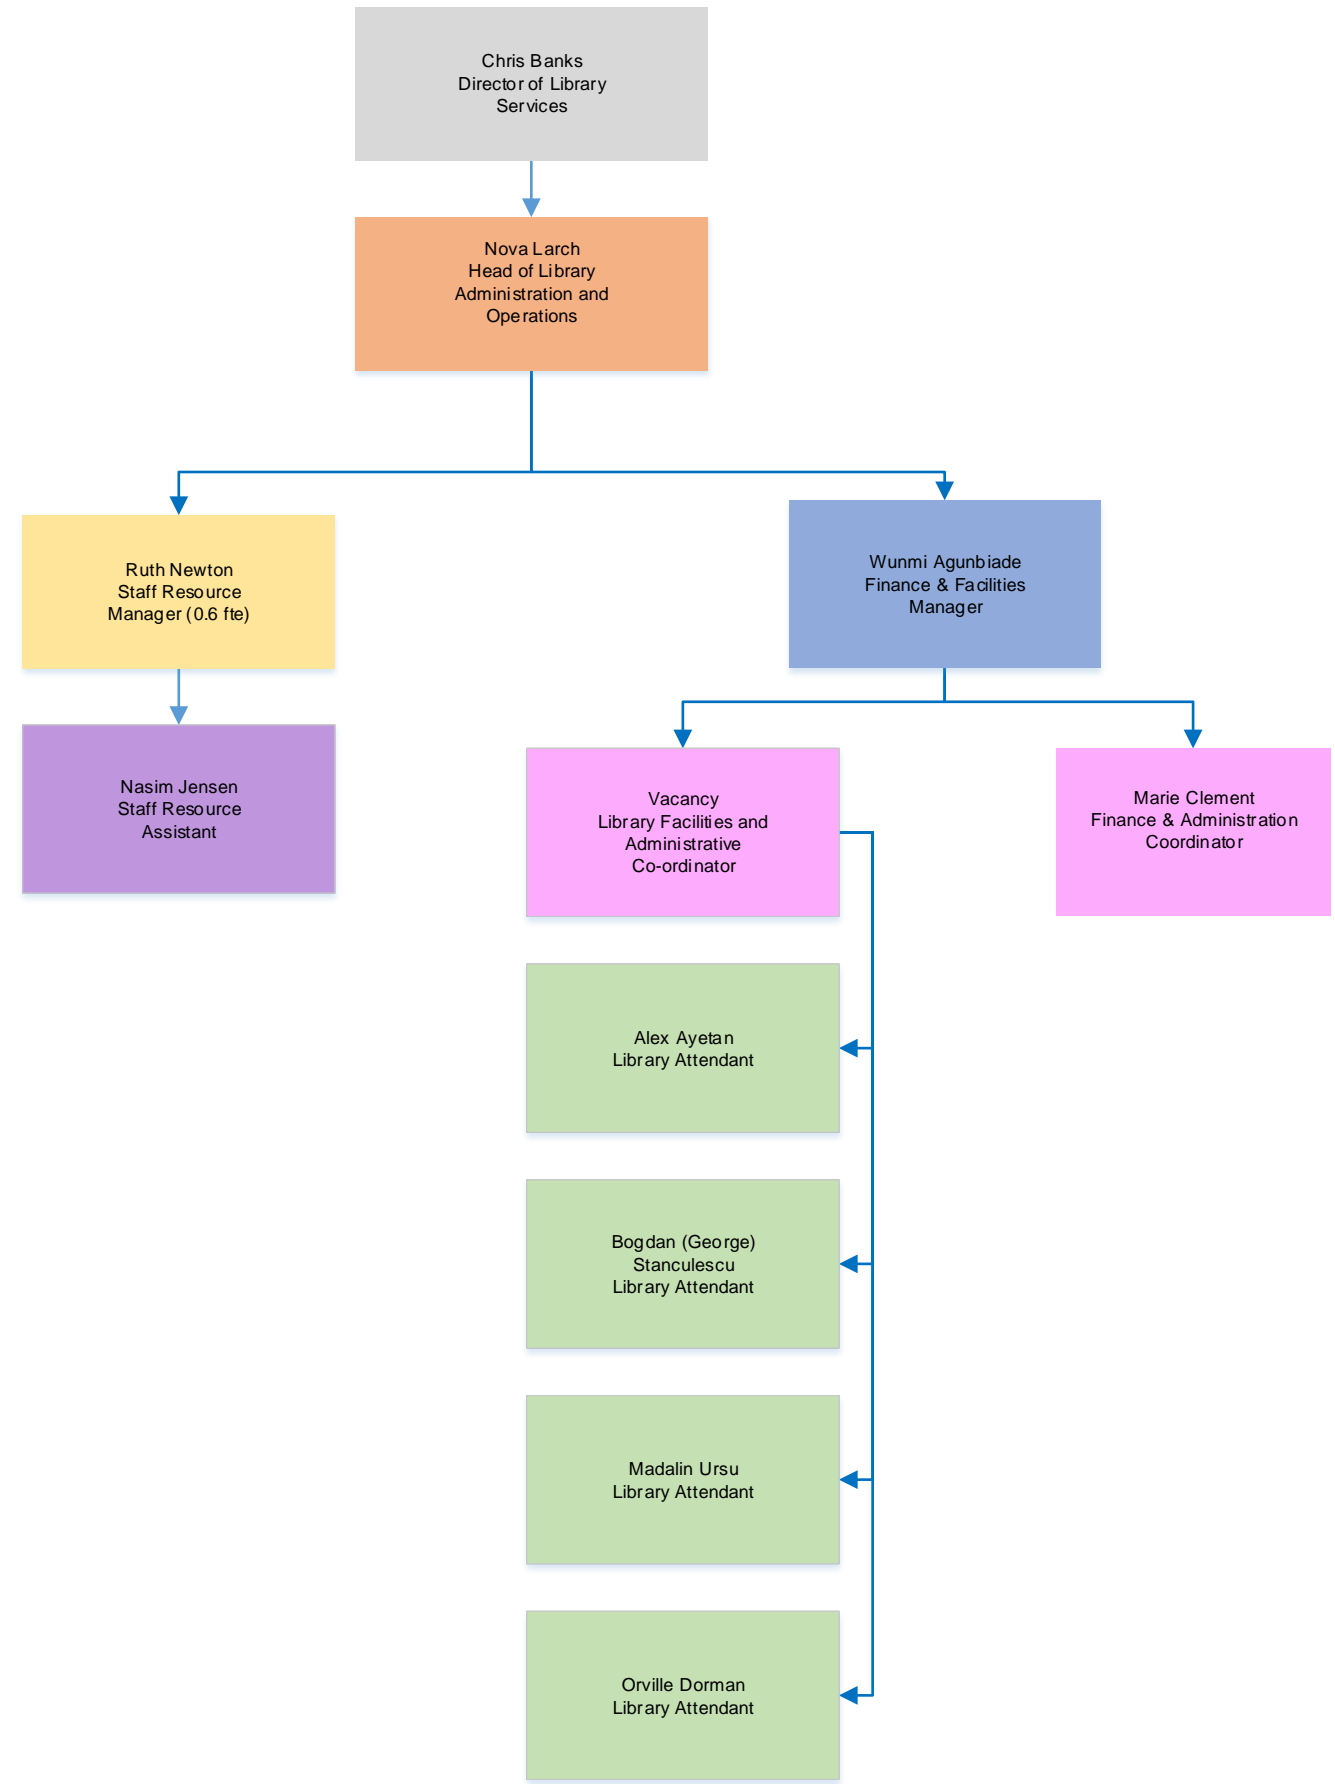 Chris Banks
Director of Library
Services
Nova Larch
Head of Library
Administration and
Operations
Ruth Newton
Staff Resource
Manager (0.6 fte)
Wunmi Agunbiade
Finance & Facilities
Manager
Nasim Jensen
Staff Resource
Assistant
Vacancy
Library Facilities and
Administrative
Co-ordinator
Marie Clement
Finance & Administration
Coordinator
Alex Ayetan
Library Attendant
Bogdan (George)
Stanculescu
Library Attendant
Madalin Ursu
Library Attendant
Orville Dorman
Library Attendant